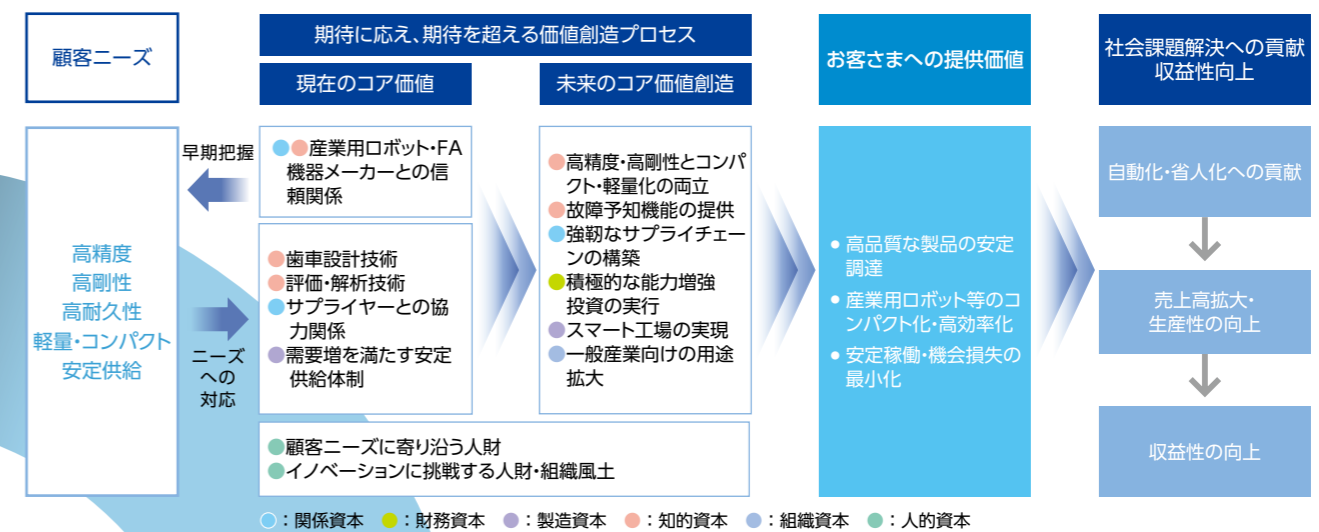 顧客ニーズ
期待に応え、期待を超える価値創造プロセス
現在のコア価値
未来のコア価値創造
お客さまへの提供価値
社会課題解決への貢献
収益性向上
高精度
高剛性
高耐久性
軽量・コンパクト
安定供給
早期把握
ニーズ
への
対応
●●産業用ロボット・FA
機器メーカーとの信
頼関係
●歯車設計技術
●評価・解析技術
●サプライヤーとの協
力関係
●需要増を満たす安定
供給体制
●高精度・高剛性とコンパ
クト・軽量化の両立
●故障予知機能の提供
●強靭なサプライチェー
ンの構築
●積極的な能力増強
投資の実行
●スマート工場の実現
●一般産業向けの用途
拡大
●顧客ニーズに寄り沿う人財
●イノベーションに挑戦する人財・組織風土
● 高品質な製品の安定
調達
● 産業用ロボット等のコ
ンパクト化・高効率化
● 安定稼働・機会損失の
最小化
自動化・省人化への貢献
売上高拡大・
生産性の向上
収益性の向上
○：関係資本 ●：財務資本 ●：製造資本 ●：知的資本 ●：組織資本 ●：人的資本